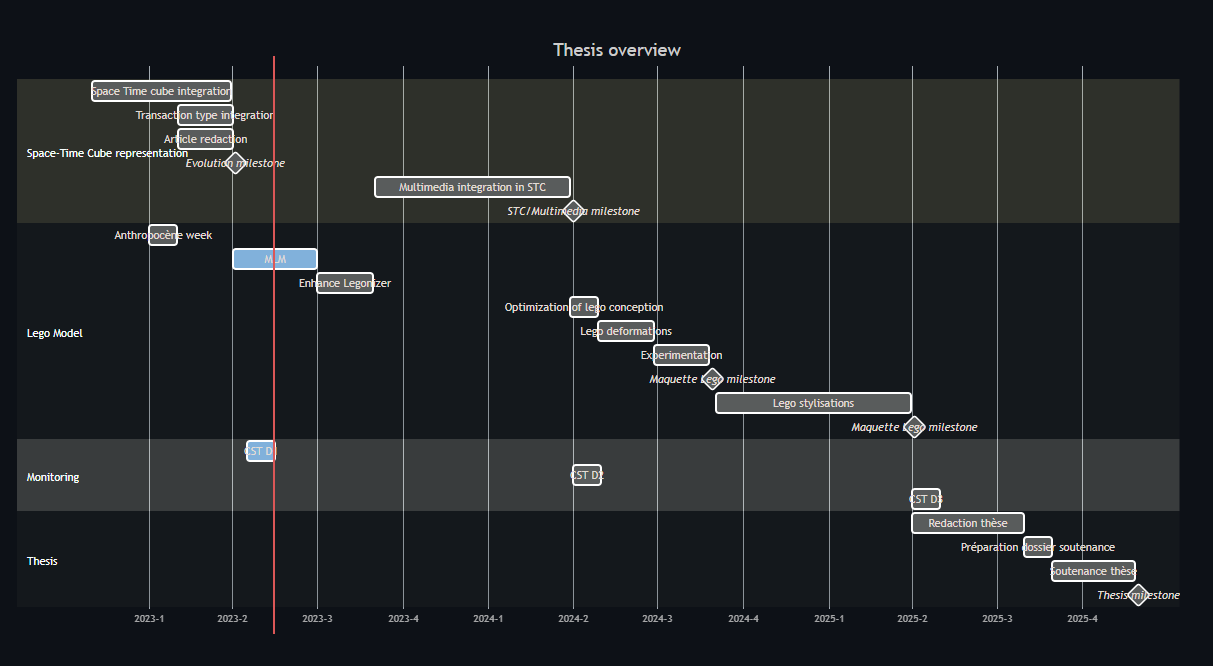 Thesis overview
Space Time cube integration
Transaction type integration
Article redaction
Space-Time Cube representation
Evolution milestone
Multimedia integration in STC
STC/Multimedia milestone
Anthropocène week
MLM
Enhance Legonizer
Optimization of lego conception
Lego Model
Lego deformations
Experimentation
Maquette Lego milestone
Lego stylisations
Maquette Lego milestone
CST D1
Monitoring
CST D2
CST D3
Redaction thèse
Préparation dossier soutenance
Thesis
Soutenance thèse
Thesis milestone
2023-1 2023-2 2023-3 2023-4 2024-1 2024-2 2024-3 2024-4 2025-1 2025-2 2025-3 2025-4